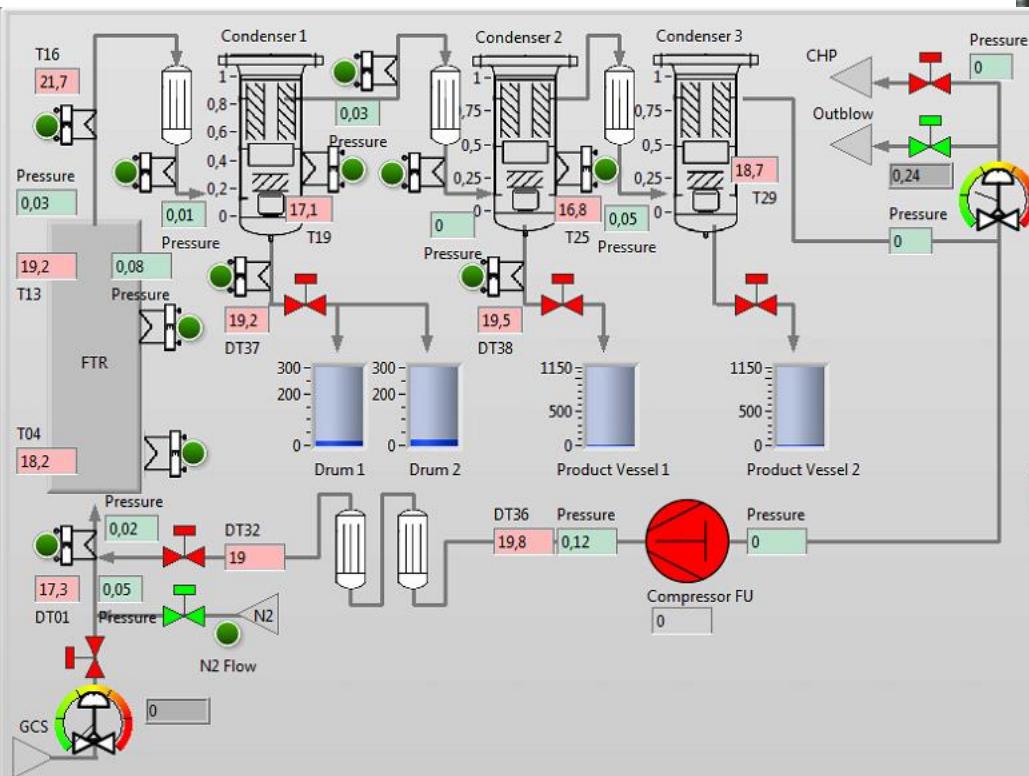 Condenser 1
Condenser 2
Condenser 3
Pressure
0
CHP
T16
21,7
1
0,8
0,6
0,4
0,2
0
0,03
Pressure
1
0,75
0,5
0,25
0
1
0,75
0,5
0,25
0
Outblow
0,24
Pressure
0,03
0,01
Pressure
17,1
T19
0
Pressure
16,8
T25
0,05
Pressure
18,7
T29
Pressure
0
19,2
T13
0,08
Pressure
19,2
DT37
19,5
DT38
FTR
300
200
0
Drum 1
300
200
0
Drum 2
1150
500
0
Product Vessel 1
1150
500
0
Product Vessel 2
T04
18,2
Pressure
0,02
DT32
19
DT36
19,8
Pressure
0,12
Pressure
0
Compressor FU
0
17,3
DT01
0,05
Pressure
N2
N2 Flow
GCS
0